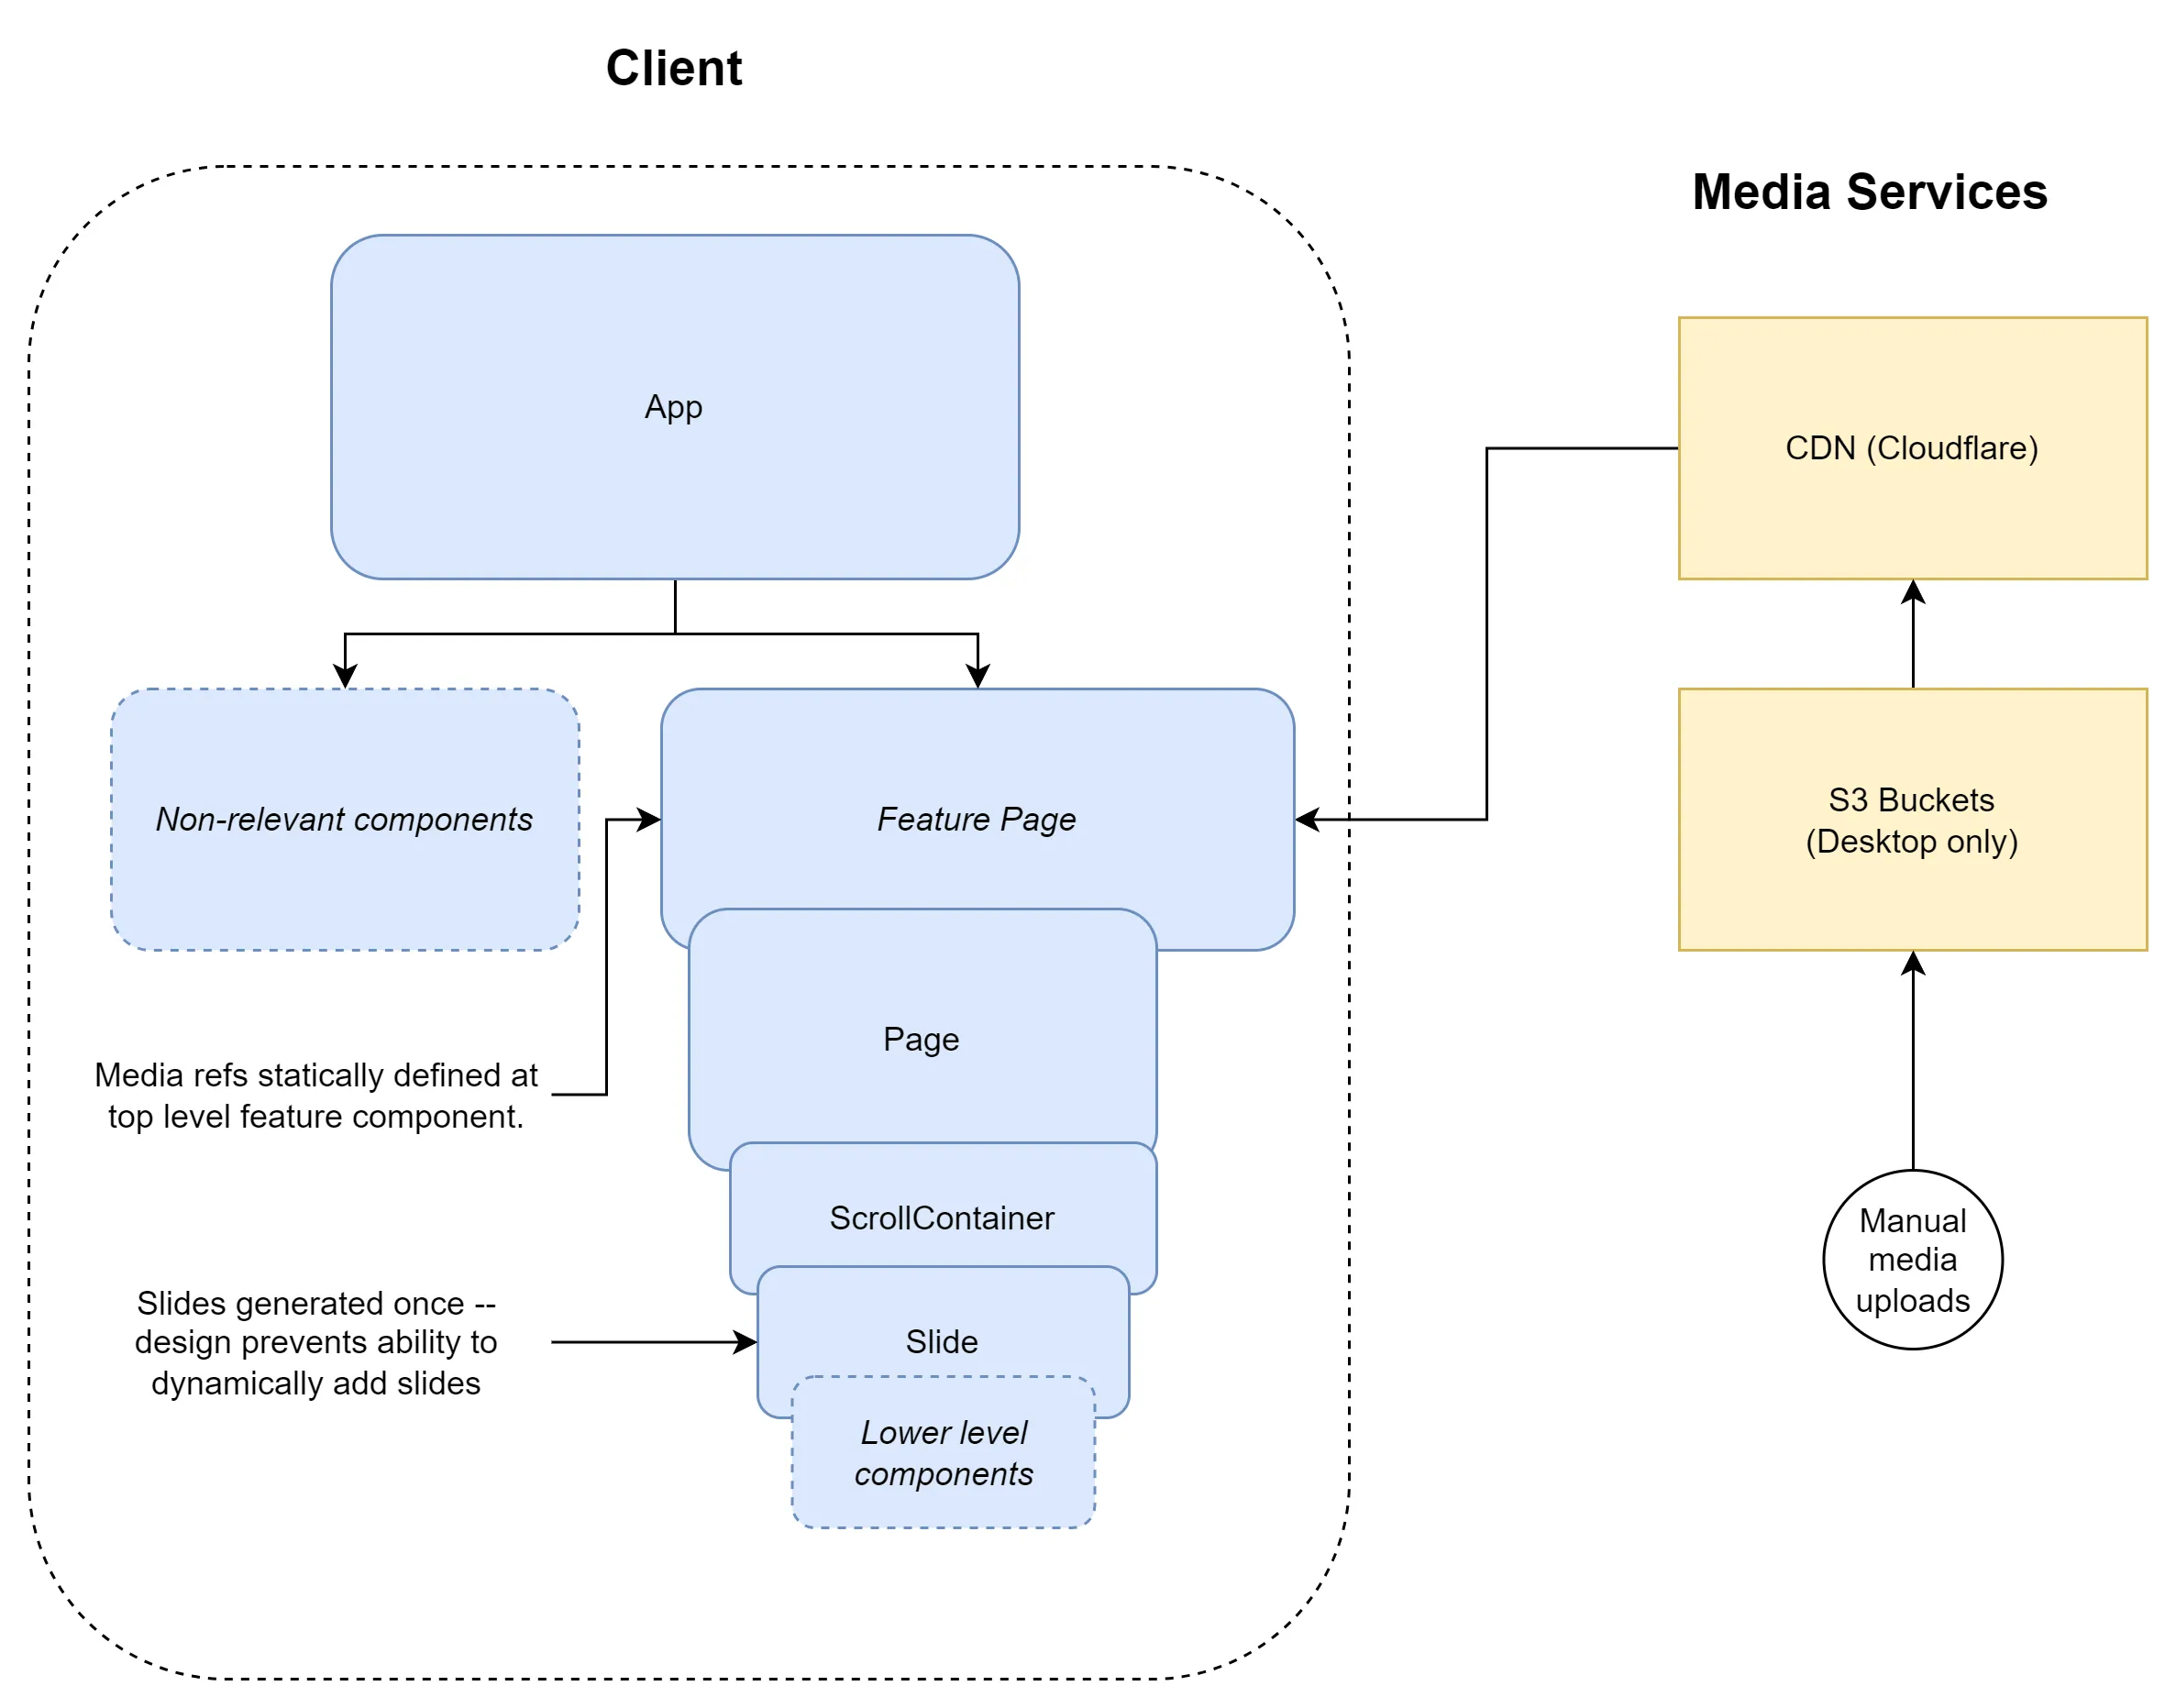 Client
Media Services
App
CDN (Cloudflare)
Non-relevant components
Feature Page
S3 Buckets
(Desktop only)
Page
Media refs statically defined at
top level feature component.
ScrollContainer
Manual
media
uploads
Slides generated once --
design prevents ability to
dynamically add slides
Slide
Lower level
components